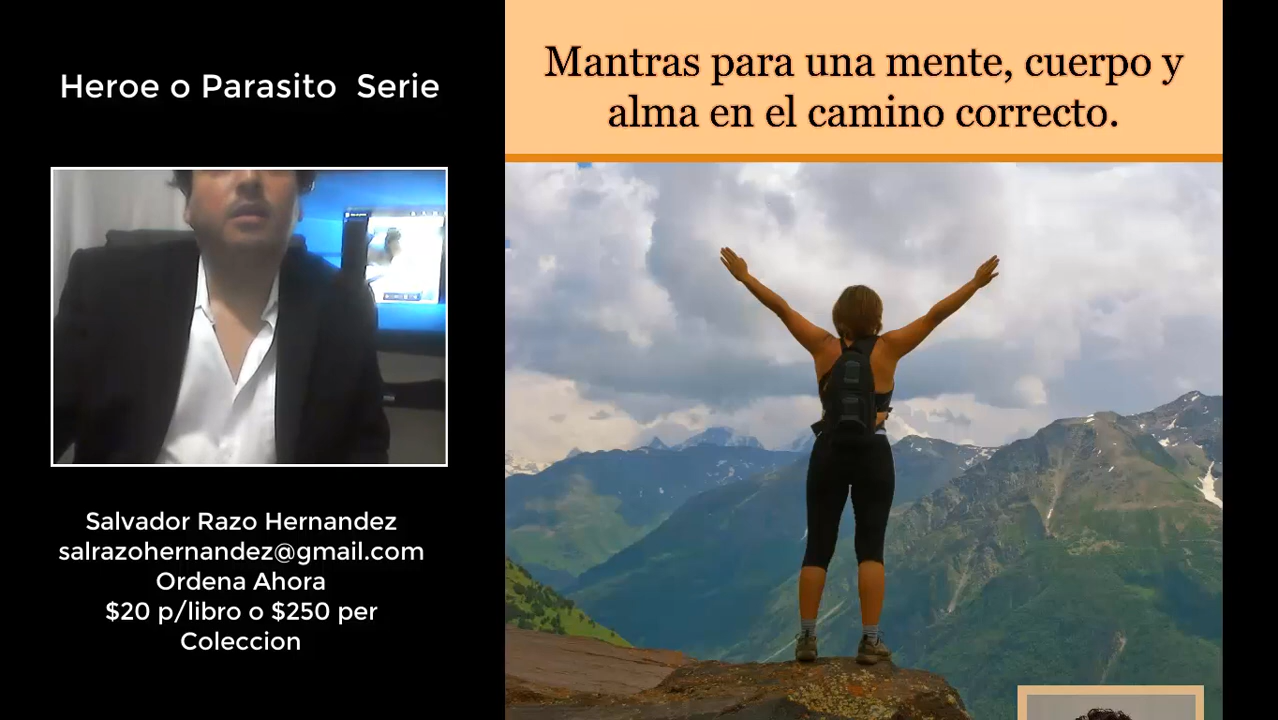 Heroe o Parasito  Serie
Mantras para una mente, cuerpo y
alma en el camino correcto.
Salvador Razo Hernandez
salrazohernandez@gmail.com
Ordena Ahora
$20 p/libro o $250 per
Coleccion